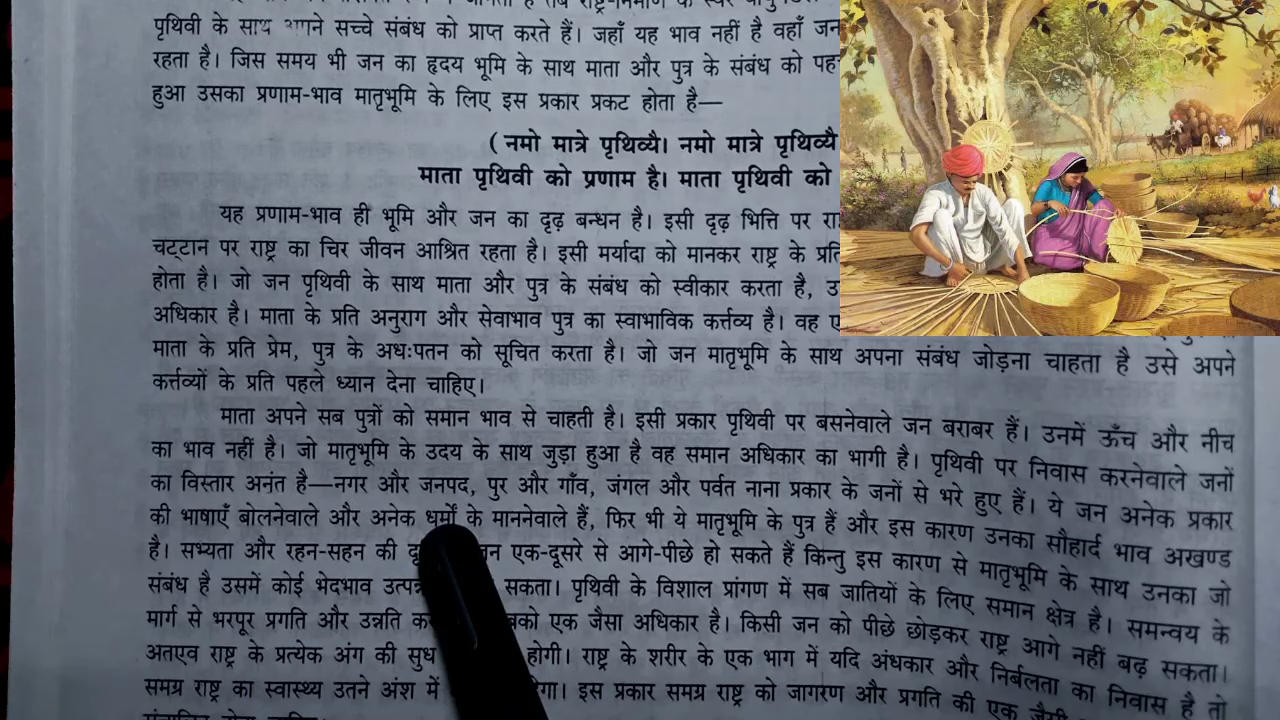 पृथिवी के साथ अपने सच्चे संबंध को प्राप्त करते हैं। जहाँ यह भाव नहीं है वहाँ जन
रहता है। जिस समय भी जन का हृदय भूमि के साथ माता और पुत्र के संबंध को
हुआ उसका प्रणाम-भाव मातृभूमि के लिए इस प्रकार प्रकट होता है—
( नमो मात्रे पृथिव्यै। नमो मात्रे पृथिव्यै
माता पृथिवी को प्रणाम है। माता पृथिवी को
यह प्रणाम-भाव ही भूमि और जन का दृढ़ बन्धन है। इसी दृढ़ भित्ति पर
चट्टान पर राष्ट्र का चिर जीवन आश्रित रहता है। इसी मर्यादा को मानकर राष्ट्र के
होता है। जो जन पृथिवी के साथ माता और पुत्र के संबंध को स्वीकार करता है,
अधिकार है। माता के प्रति अनुराग और सेवाभाव पुत्र का स्वाभाविक कर्त्तव्य है। वह
माता के प्रति प्रेम, पुत्र के अधःपतन को सूचित करता है। जो जन मातृभूमि के साथ अपना संबंध जोड़ना चाहता है उसे अपने
कर्त्तव्यों के प्रति पहले ध्यान देना चाहिए।
माता अपने सब पुत्रों को समान भाव से चाहती है। इसी प्रकार पृथिवी पर बसनेवाले जन बराबर हैं। उनमें ऊँच और नीच
का भाव नहीं है। जो मातृभूमि के उदय के साथ जुड़ा हुआ है वह समान अधिकार का भागी है। पृथिवी पर निवास करनेवाले जनों
का विस्तार अनंत है—नगर और जनपद, पुर और गाँव, जंगल और पर्वत नाना प्रकार के जनों से भरे हुए हैं। ये जन अनेक प्रकार
की भाषाएँ बोलनेवाले और अनेक धर्मों के माननेवाले हैं, फिर भी ये मातृभूमि के पुत्र हैं और इस कारण उनका सौहार्द भाव अखण्ड
है। सभ्यता और रहन-सहन की जन एक-दूसरे से आगे-पीछे हो सकते हैं किन्तु इस कारण से मातृभूमि के साथ उनका जो
संबंध है उसमें कोई भेदभाव सकता। पृथिवी के विशाल प्रांगण में सब जातियों के लिए समान क्षेत्र है। समन्वय के
मार्ग से भरपूर प्रगति और उन्नति एक जैसा अधिकार है। किसी जन को पीछे छोड़कर राष्ट्र आगे नहीं बढ़ सकता।
अतएव राष्ट्र के प्रत्येक अंग की सुध होगी। राष्ट्र के शरीर के एक भाग में यदि अंधकार और निर्बलता का निवास है तो
समग्र राष्ट्र का स्वास्थ्य उतने अंश में इस प्रकार समग्र राष्ट्र को जागरण और प्रगति की एक